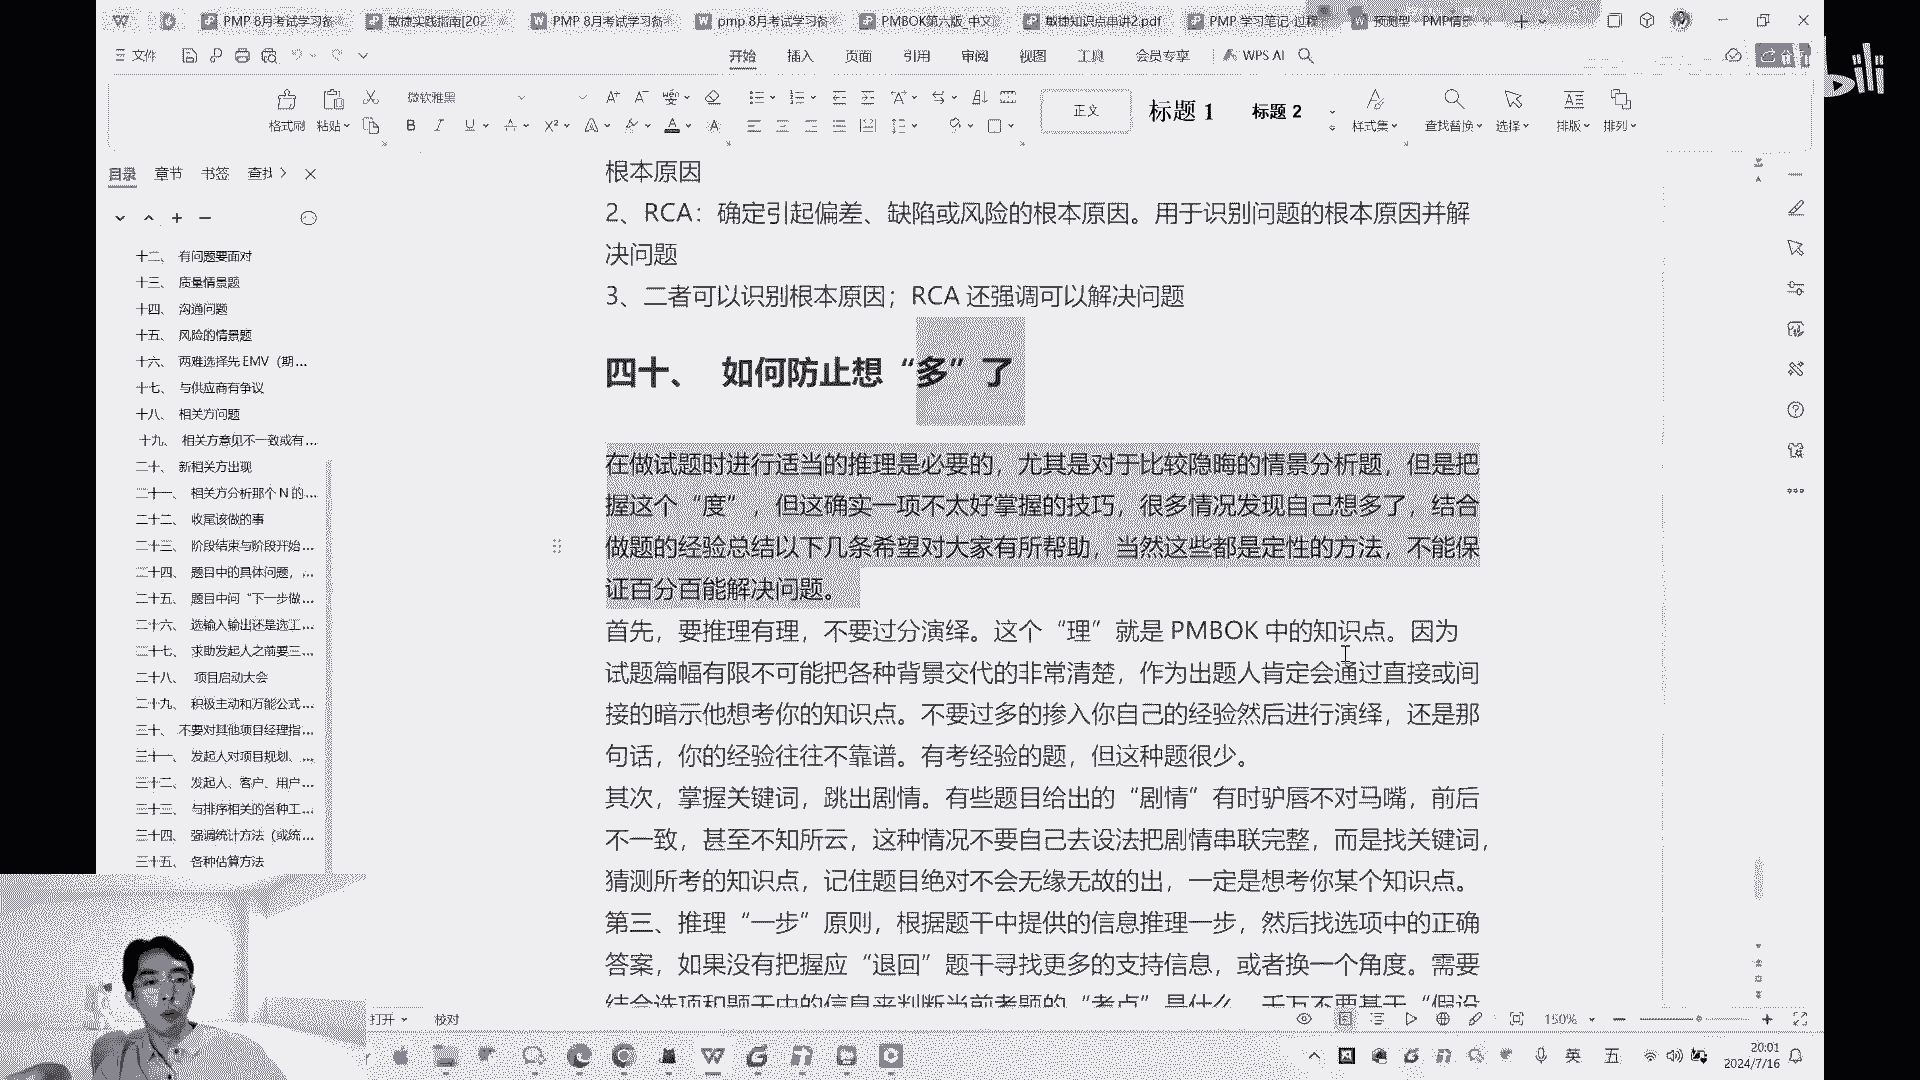 PMP 8月考试学习备
敏捷实践指南[202
PMP 8月考试学习备
pmp 8月考试学习备
PMBOK第六版_中文
敏捷知识点串讲2.pdf
PMP 学习笔记-过程
预测型 - PMP情景
文件
开始
插入
页面
引用
审阅
视图
工具
会员专享
WPS AI
格式刷
粘贴
微软雅黑
正文
标题 1
标题 2
样式集
查找替换
选择
排版
排列
目录
章节
书签
查找
十二、 有问题要面对
十三、 质量情景题
十四、 沟通问题
十五、 风险的情景题
十六、 两难选择先 EMV（期...
十七、 与供应商有争议
十八、 相关方问题
十九、 相关方意见不一致或有...
二十、 新相关方出现
二十一、 相关方分析那个 N 的...
二十二、 收尾该做的事
二十三、 阶段结束与阶段开始...
二十四、 题目中的具体问题，...
二十五、 题目中问“下一步做...
二十六、 选输入输出还是选工...
二十七、 求助发起人之前要三...
二十八、 项目启动大会
二十九、 积极主动和万能公式...
三十、 不要对其他项目经理指...
三十一、 发起人对项目规划、...
三十二、 发起人、客户、用户...
三十三、 与排序相关的各种工...
三十四、 强调统计方法（或统...
三十五、 各种估算方法
根本原因
2、RCA：确定引起偏差、缺陷或风险的根本原因。用于识别问题的根本原因并解
决问题
3、二者可以识别根本原因；RCA 还强调可以解决问题
四十、 如何防止想“多”了
在做试题时进行适当的推理是必要的，尤其是对于比较隐晦的情景分析题，但是把
握这个“度”，但这确实一项不太好掌握的技巧，很多情况发现自己想多了，结合
做题的经验总结以下几条希望对大家有所帮助，当然这些都是定性的方法，不能保
证百分百能解决问题。
首先，要推理有理，不要过分演绎。这个“理”就是 PMBOK 中的知识点。因为
试题篇幅有限不可能把各种背景交代的非常清楚，作为出题人肯定会通过直接或间
接的暗示他想考你的知识点。不要过多的掺入你自己的经验然后进行演绎，还是那
句话，你的经验往往不靠谱。有考经验的题，但这种题很少。
其次，掌握关键词，跳出剧情。有些题目给出的“剧情”有时驴唇不对马嘴，前后
不一致，甚至不知所云，这种情况不要自己去设法把剧情串联完整，而是找关键词，
猜测所考的知识点，记住题目绝对不会无缘无故的出，一定是想考你某个知识点。
第三、推理“一步”原则，根据题干中提供的信息推理一步，然后找选项中的正确
答案，如果没有把握应“退回”题干寻找更多的支持信息，或者换一个角度。需要
结合选项和题干中的信息来判断当前考题的“考点”是什么，千万不要基于“假设
打开
校对
150%
英
五
20:01
2024/7/16
bili